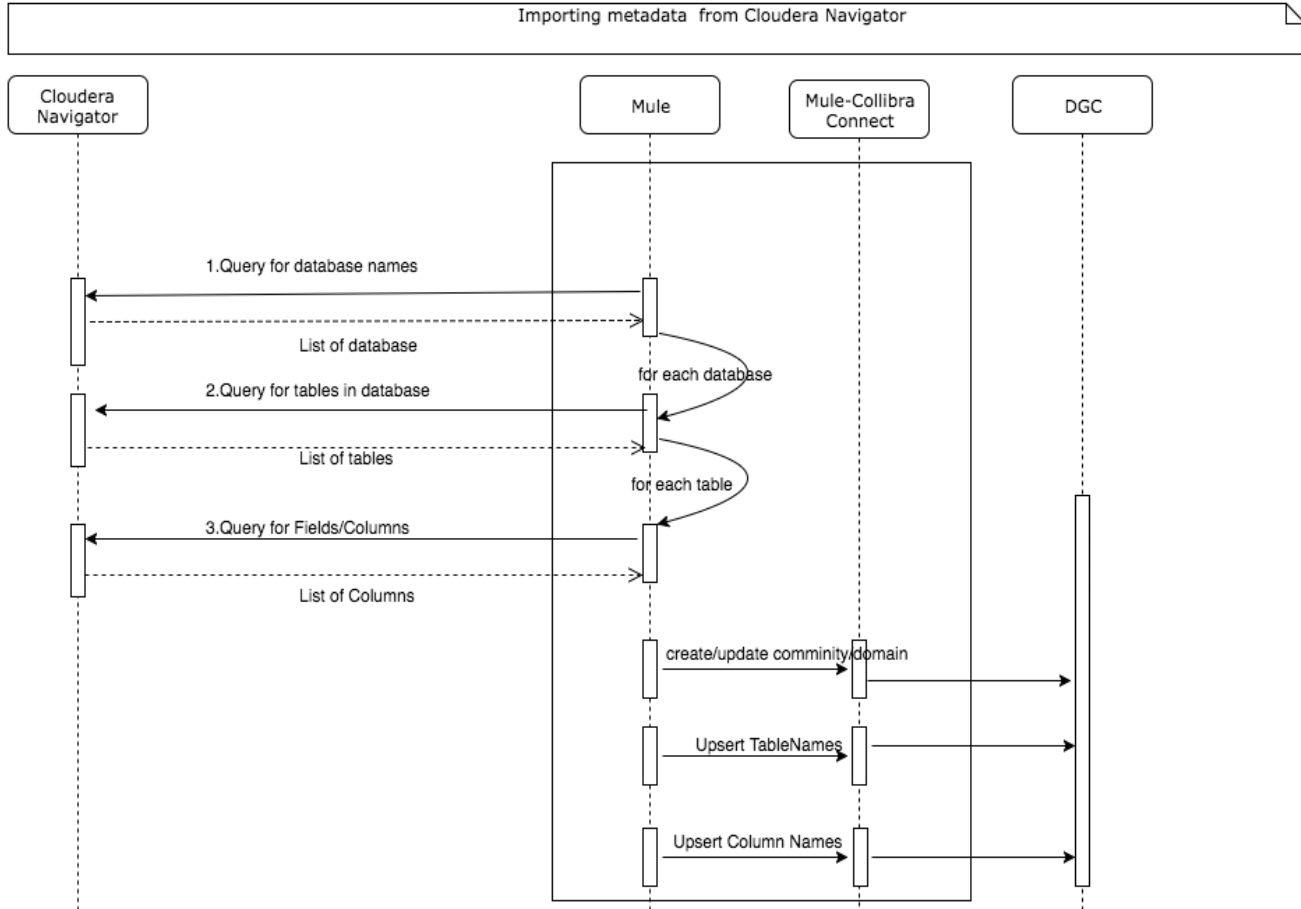 Importing metadata  from Cloudera Navigator
Cloudera
Navigator
Mule
Mule-Collibra
Connect
DGC
1.Query for database names
List of database
for each database
2.Query for tables in database
List of tables
for each table
3.Query for Fields/Columns
List of Columns
create/update comminity/domain
Upsert TableNames
Upsert Column Names